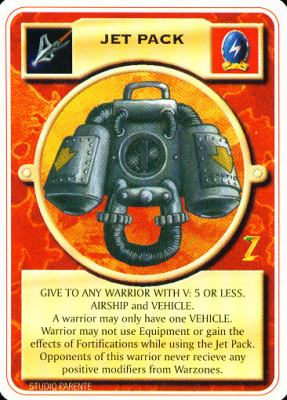 JET PACK
GIVE TO ANY WARRIOR WITH V: 5 OR LESS.
AIRSHIP and VEHICLE.
A warrior may only have one VEHICLE.
Warrior may not use Equipment or gain the
effects of Fortifications while using the Jet Pack.
Opponents of this warrior never recieve any
positive modifiers from Warzones.
STUDIO PARENTE